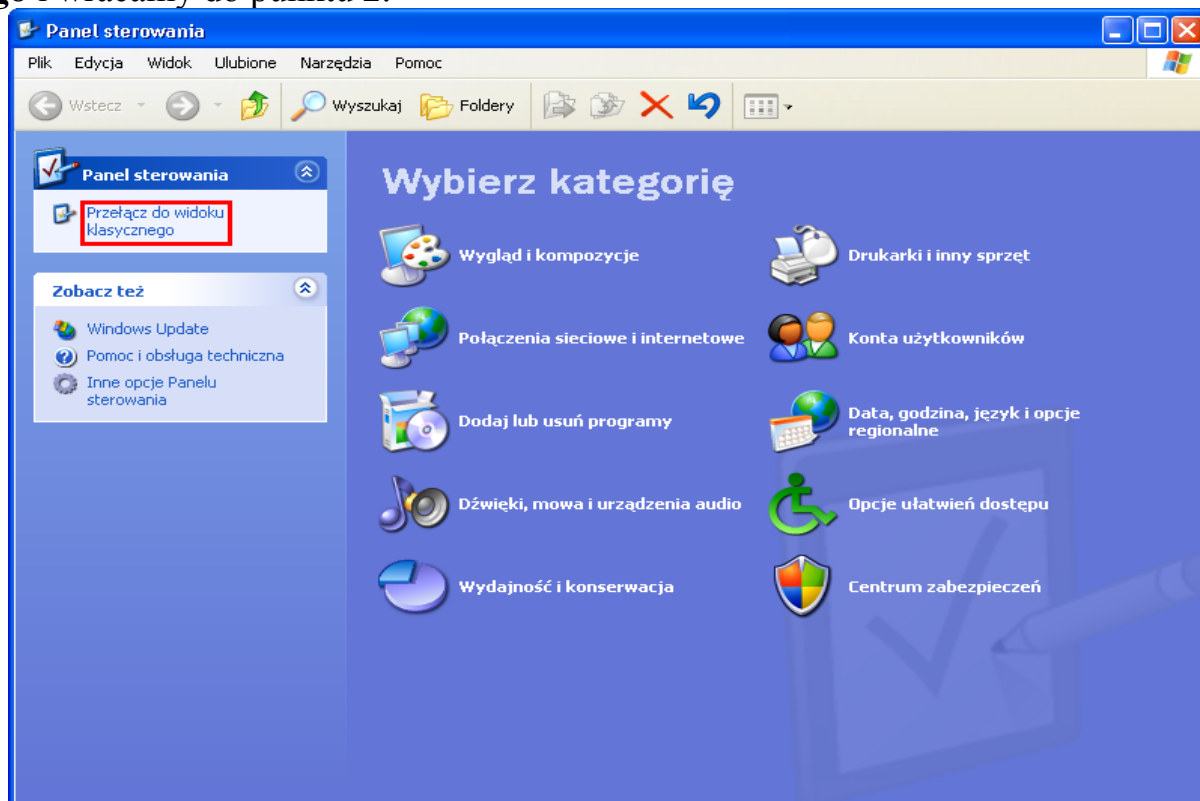 Panel sterowania
Plik Edycja Widok Ulubione Narzędzia Pomoc
Wstecz Wyszukaj Foldery
Panel sterowania
Przełącz do widoku
klasycznego
Zobacz też
Windows Update
Pomoc i obsługa techniczna
Inne opcje Panelu
sterowania
Wybierz kategorię
Wygląd i kompozycje
Drukarki i inny sprzęt
Połączenia sieciowe i internetowe
Konta użytkowników
Dodaj lub usuń programy
Data, godzina, język i opcje
regionalne
Dźwięki, mowa i urządzenia audio
Opcje ułatwień dostępu
Wydajność i konserwacja
Centrum zabezpieczeń